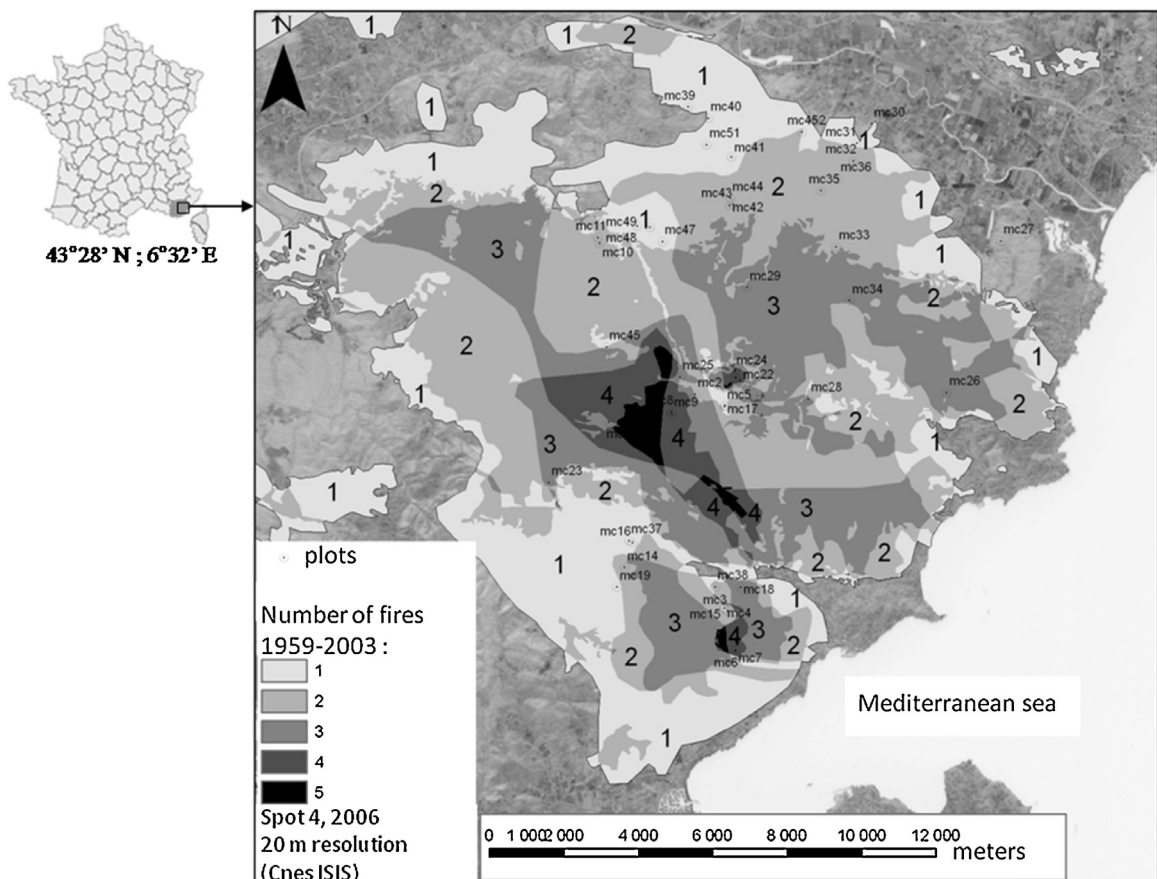 N
43°28' N ; 6°32' E
1
1
1
2
1
1
mc39
mc40
mc51
mc41
mc452
mc31
mc30
1
mc32
mc36
mc35
1
2
mc43
mc44
mc42
2
1
mc11
mc49
1
mc48
mc47
mc10
mc33
mc27
1
1
3
2
mc29
mc34
2
3
2
mc45
1
1
mc25
mc24
mc2
mc22
mc26
4
mc9
mc5
mc17
mc28
2
2
4
1
3
mc23
2
1
4
4
3
mc16
mc37
1
mc14
2
2
mc19
mc38
mc18
mc3
1
mc15
mc4
3
4
3
2
2
mc6
mc7
1
plots
Number of fires
1959-2003 :
1
2
3
4
5
Spot 4, 2006
20 m resolution
(Cnes ISIS)
Mediterranean sea
0 1 000 2 000 4 000 6 000 8 000 10 000 12 000
meters